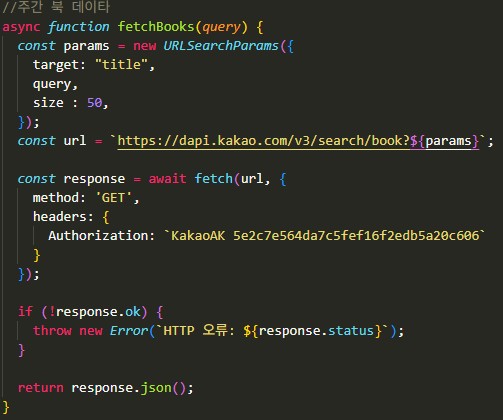 //주간 북 데이타
async function fetchBooks(query) {
  const params = new URLSearchParams({
    target: "title",
    query,
    size : 50,
  });
  const url = `https://dapi.kakao.com/v3/search/book?${params}`;
  const response = await fetch(url, {
    method: 'GET',
    headers: {
      Authorization: `KakaoAK 5e2c7e564da7c5fef16f2edb5a20c606`
    }
  });
  if (!response.ok) {
    throw new Error(`HTTP 오류: ${response.status}`);
  }
  return response.json();
}